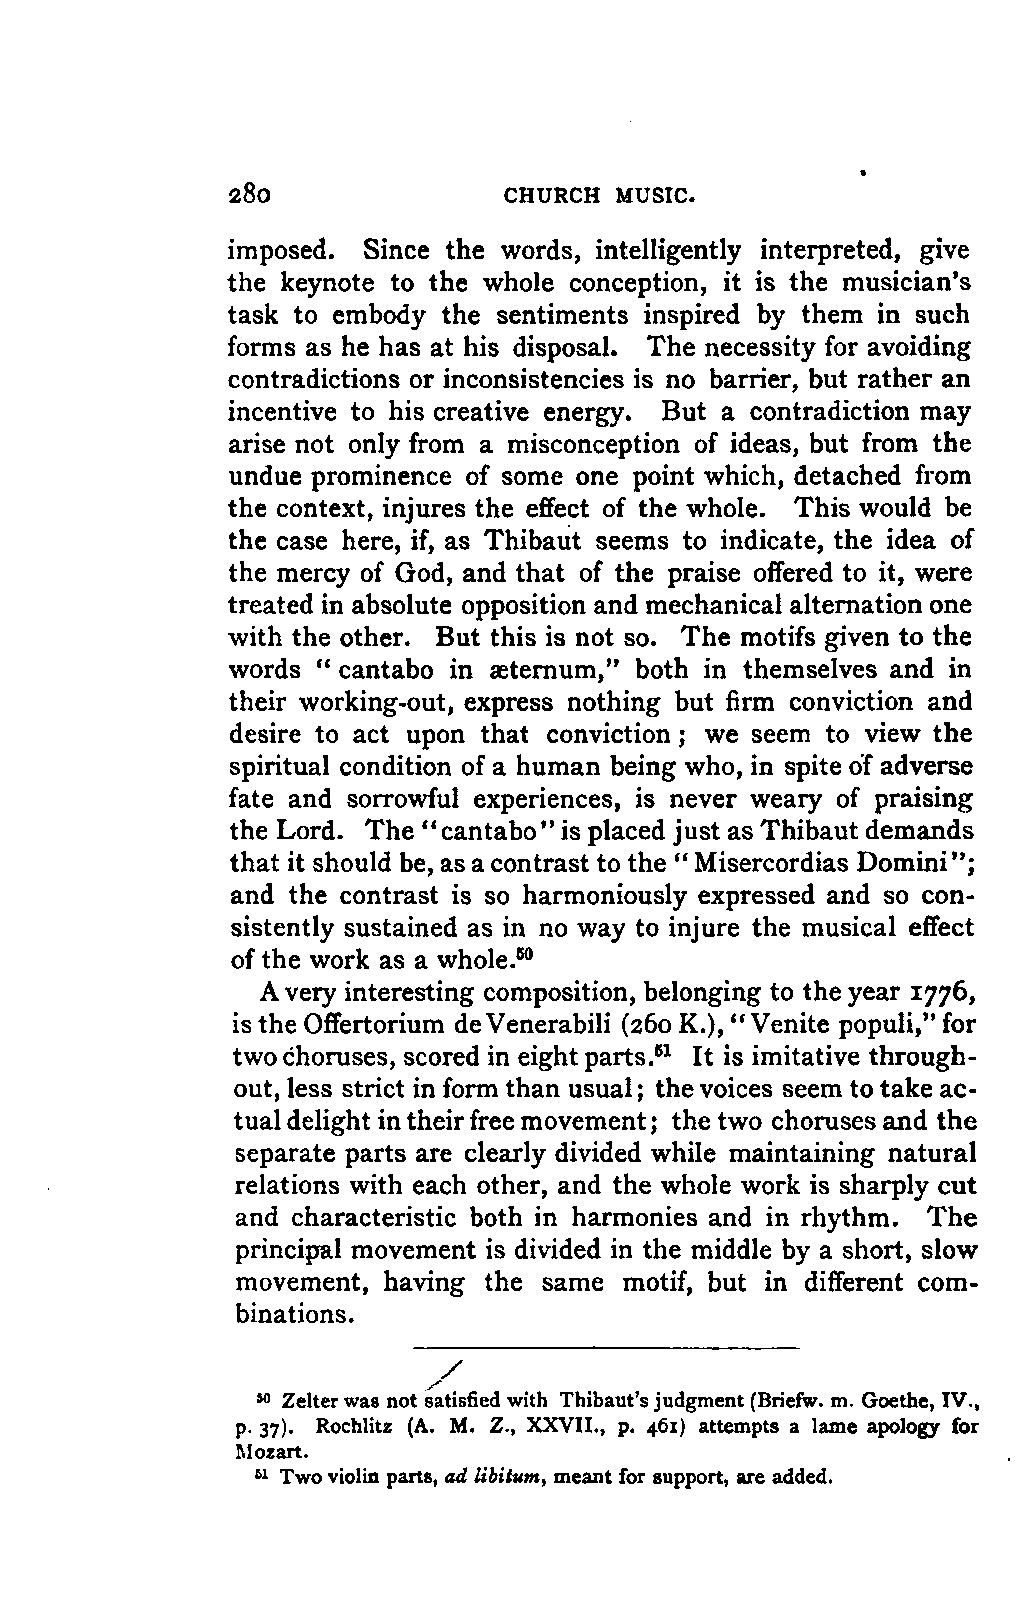 280 CHURCH MUSIC.
imposed. Since the words, intelligently interpreted, give
the keynote to the whole conception, it is the musician's
task to embody the sentiments inspired by them in such
forms as he has at his disposal. The necessity for avoiding
contradictions or inconsistencies is no barrier, but rather an
incentive to his creative energy. But a contradiction may
arise not only from a misconception of ideas, but from the
undue prominence of some one point which, detached from
the context, injures the effect of the whole. This would be
the case here, if, as Thibaut seems to indicate, the idea of
the mercy of God, and that of the praise offered to it, were
treated in absolute opposition and mechanical alternation one
with the other. But this is not so. The motifs given to the
words “ cantabo in æternum,” both in themselves and in
their working-out, express nothing but firm conviction and
desire to act upon that conviction; we seem to view the
spiritual condition of a human being who, in spite of adverse
fate and sorrowful experiences, is never weary of praising
the Lord. The “cantabo” is placed just as Thibaut demands
that it should be, as a contrast to the “ Misercordias Domini”;
and the contrast is so harmoniously expressed and so con-
sistently sustained as in no way to injure the musical effect
of the work as a whole.⁵⁰
A very interesting composition, belonging to the year 1776,
is the Offertorium de Venerabili (260 K.), “Venite populi,” for
two choruses, scored in eight parts.⁵¹ It is imitative through-
out, less strict in form than usual; the voices seem to take ac-
tual delight in their free movement; the two choruses and the
separate parts are clearly divided while maintaining natural
relations with each other, and the whole work is sharply cut
and characteristic both in harmonies and in rhythm. The
principal movement is divided in the middle by a short, slow
movement, having the same motif, but in different com-
binations.
⁵⁰ Zelter was not satisfied with Thibaut's judgment (Briefw. m. Goethe, IV.,
p. 37). Rochlitz (A. M. Z., XXVII., p. 461) attempts a lame apology for
Mozart.
⁵¹ Two violin parts, ad libitum, meant for support, are added.